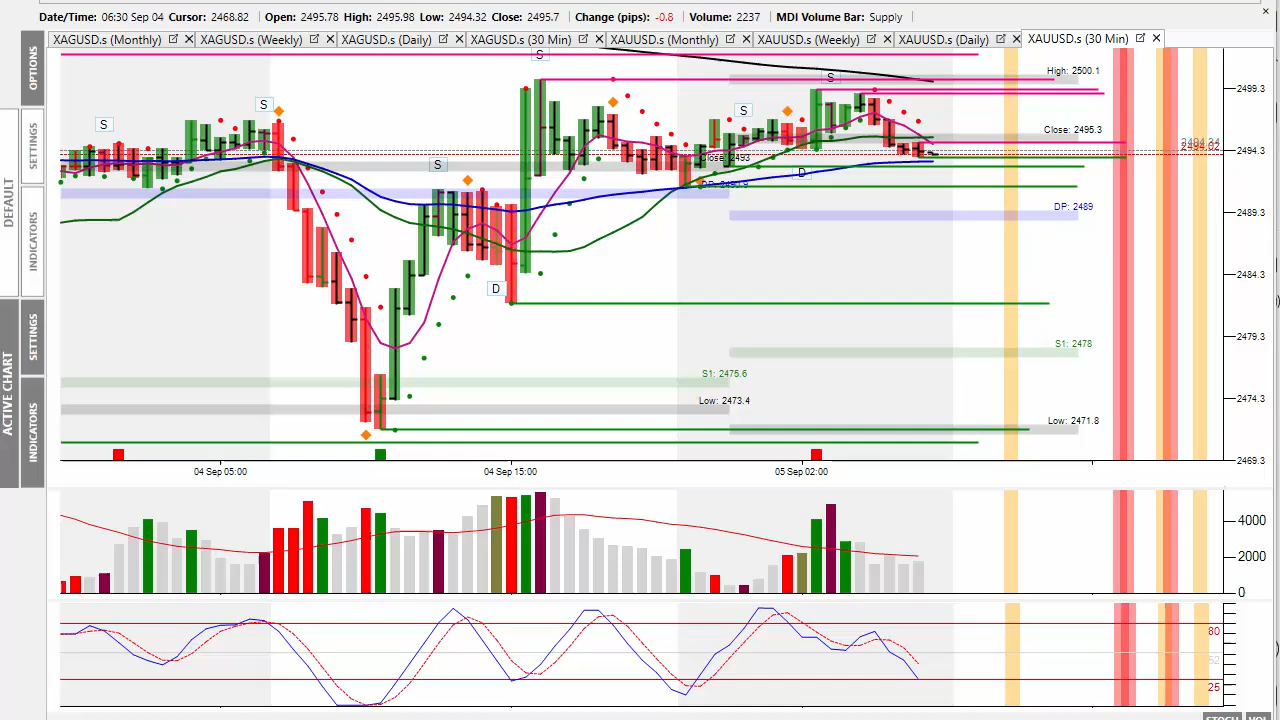 Date/Time: 06:30 Sep 04 Cursor: 2468.82 Open: 2495.78 High: 2495.98 Low: 2494.32 Close: 2495.7 Change (pips): -0.8 Volume: 2237 MDI Volume Bar: Supply
XAGUSD.s (Monthly) XAGUSD.s (Weekly) XAGUSD.s (Daily) XAGUSD.s (30 Min) XAUUSD.s (Monthly) XAUUSD.s (Weekly) XAUUSD.s (Daily) XAUUSD.s (30 Min)
OPTIONS
DEFAULT
SETTINGS
INDICATORS
ACTIVE CHART
SETTINGS
INDICATORS
S
High: 2500.1
S
2499.3
S
S
S
Close: 2495.3
2494.3
Close: 2493
S
D
DP: 2490.9
DP: 2489
2489.3
D
2484.3
2479.3
S1: 2478
S1: 2475.6
2474.3
Low: 2473.4
Low: 2471.8
2469.3
04 Sep 05:00 04 Sep 15:00 05 Sep 02:00
4000
2000
0
80
52
25